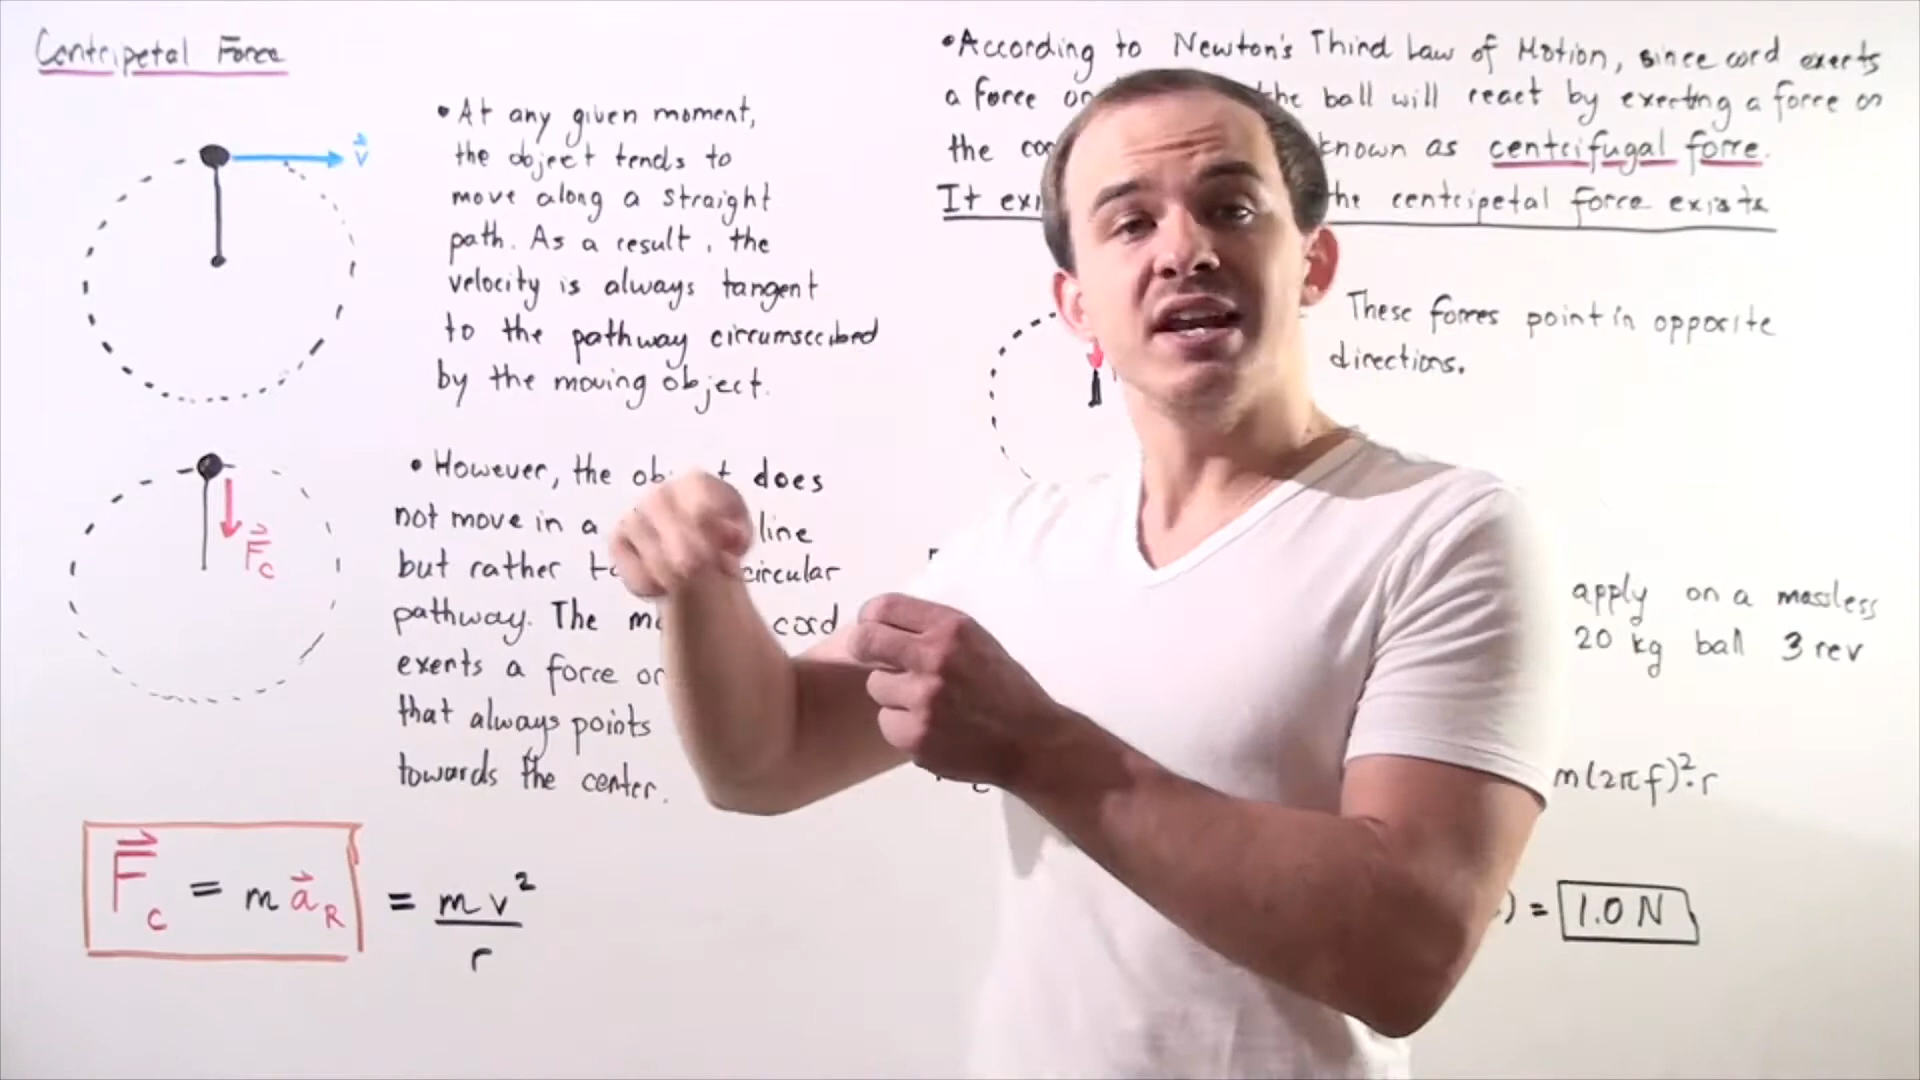 Centripetal Force
v
• At any given moment,
the object tends to
move along a straight
path. As a result, the
velocity is always tangent
to the pathway circumscribed
by the moving object.
Fc
• However, the does
not move in a line
but rather circular
pathway. The cord
exerts a force
that always points
towards the center.
Fc = m aR = mv²
r
• According to Newton's Third Law of Motion, since cord exerts
a force the ball will react by exerting a force on
the known as centrifugal force.
It the centripetal force exists
These forces point in opposite
directions.
apply on a massless
20 kg ball 3 rev
m(2πf)²·r
) = 1.0 N